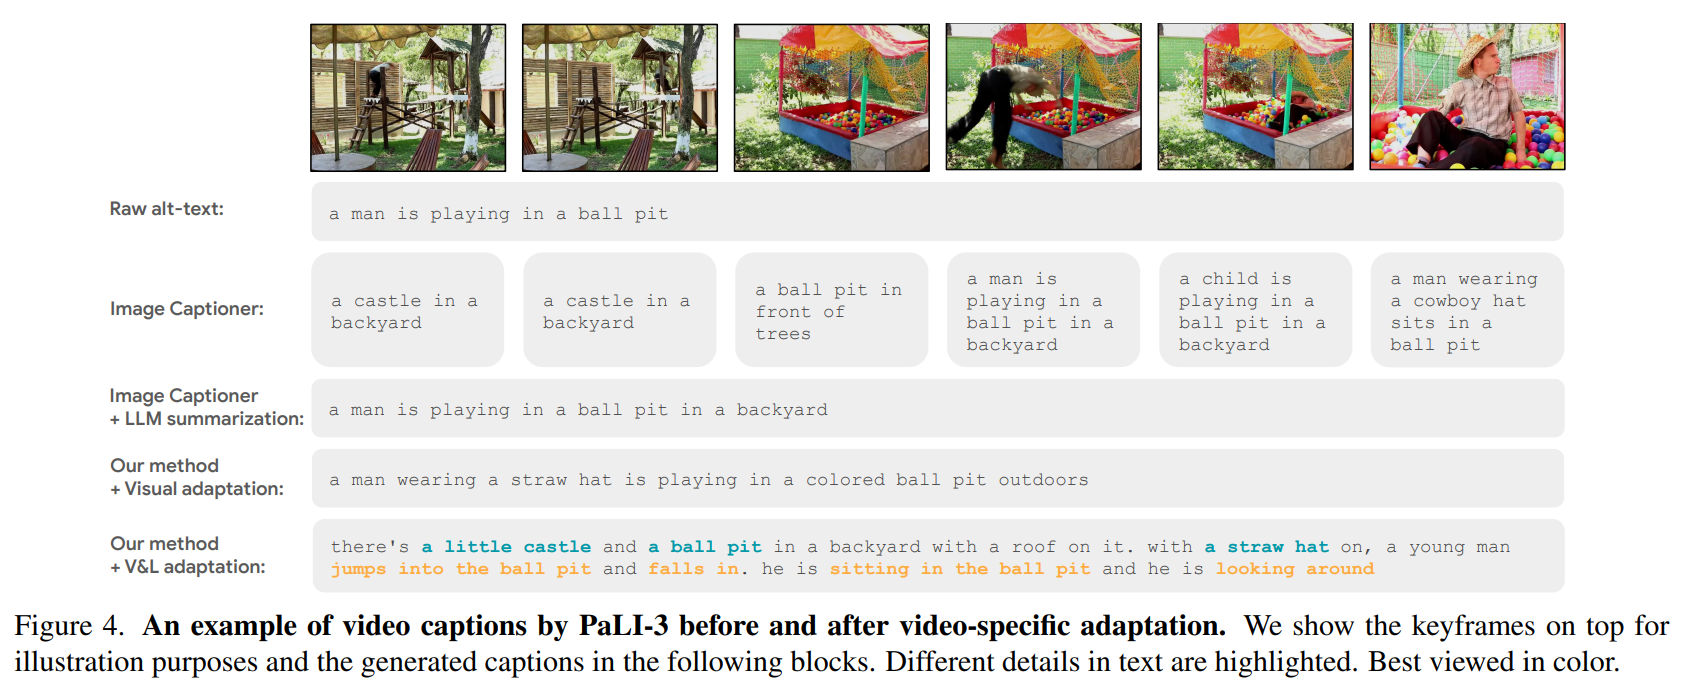 Raw alt-text:
a man is playing in a ball pit
Image Captioner:
a castle in a
backyard
a castle in a
backyard
a ball pit in
front of
trees
a man is
playing in a
ball pit in a
backyard
a child is
playing in a
ball pit in a
backyard
a man wearing
a cowboy hat
sits in a
ball pit
Image Captioner
+ LLM summarization:
a man is playing in a ball pit in a backyard
Our method
+ Visual adaptation:
a man wearing a straw hat is playing in a colored ball pit outdoors
Our method
+ V&L adaptation:
there's a little castle and a ball pit in a backyard with a roof on it. with a straw hat on, a young man
jumps into the ball pit and falls in. he is sitting in the ball pit and he is looking around
Figure 4. An example of video captions by PaLI-3 before and after video-specific adaptation. We show the keyframes on top for
illustration purposes and the generated captions in the following blocks. Different details in text are highlighted. Best viewed in color.